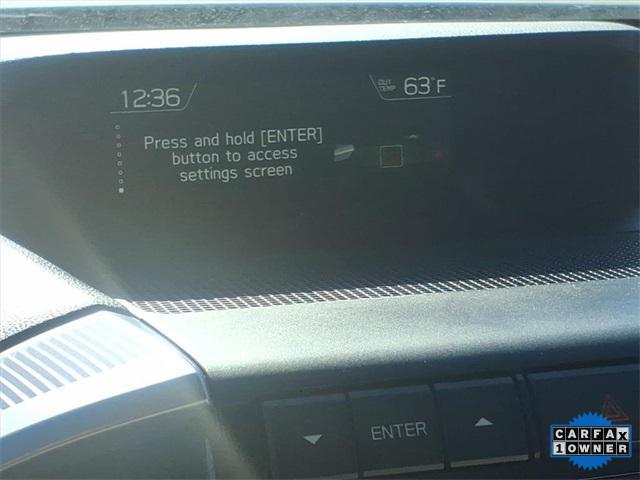 12:36
OUT TEMP 63°F
Press and hold [ENTER]
button to access
settings screen
ENTER
CARFAX
1 OWNER